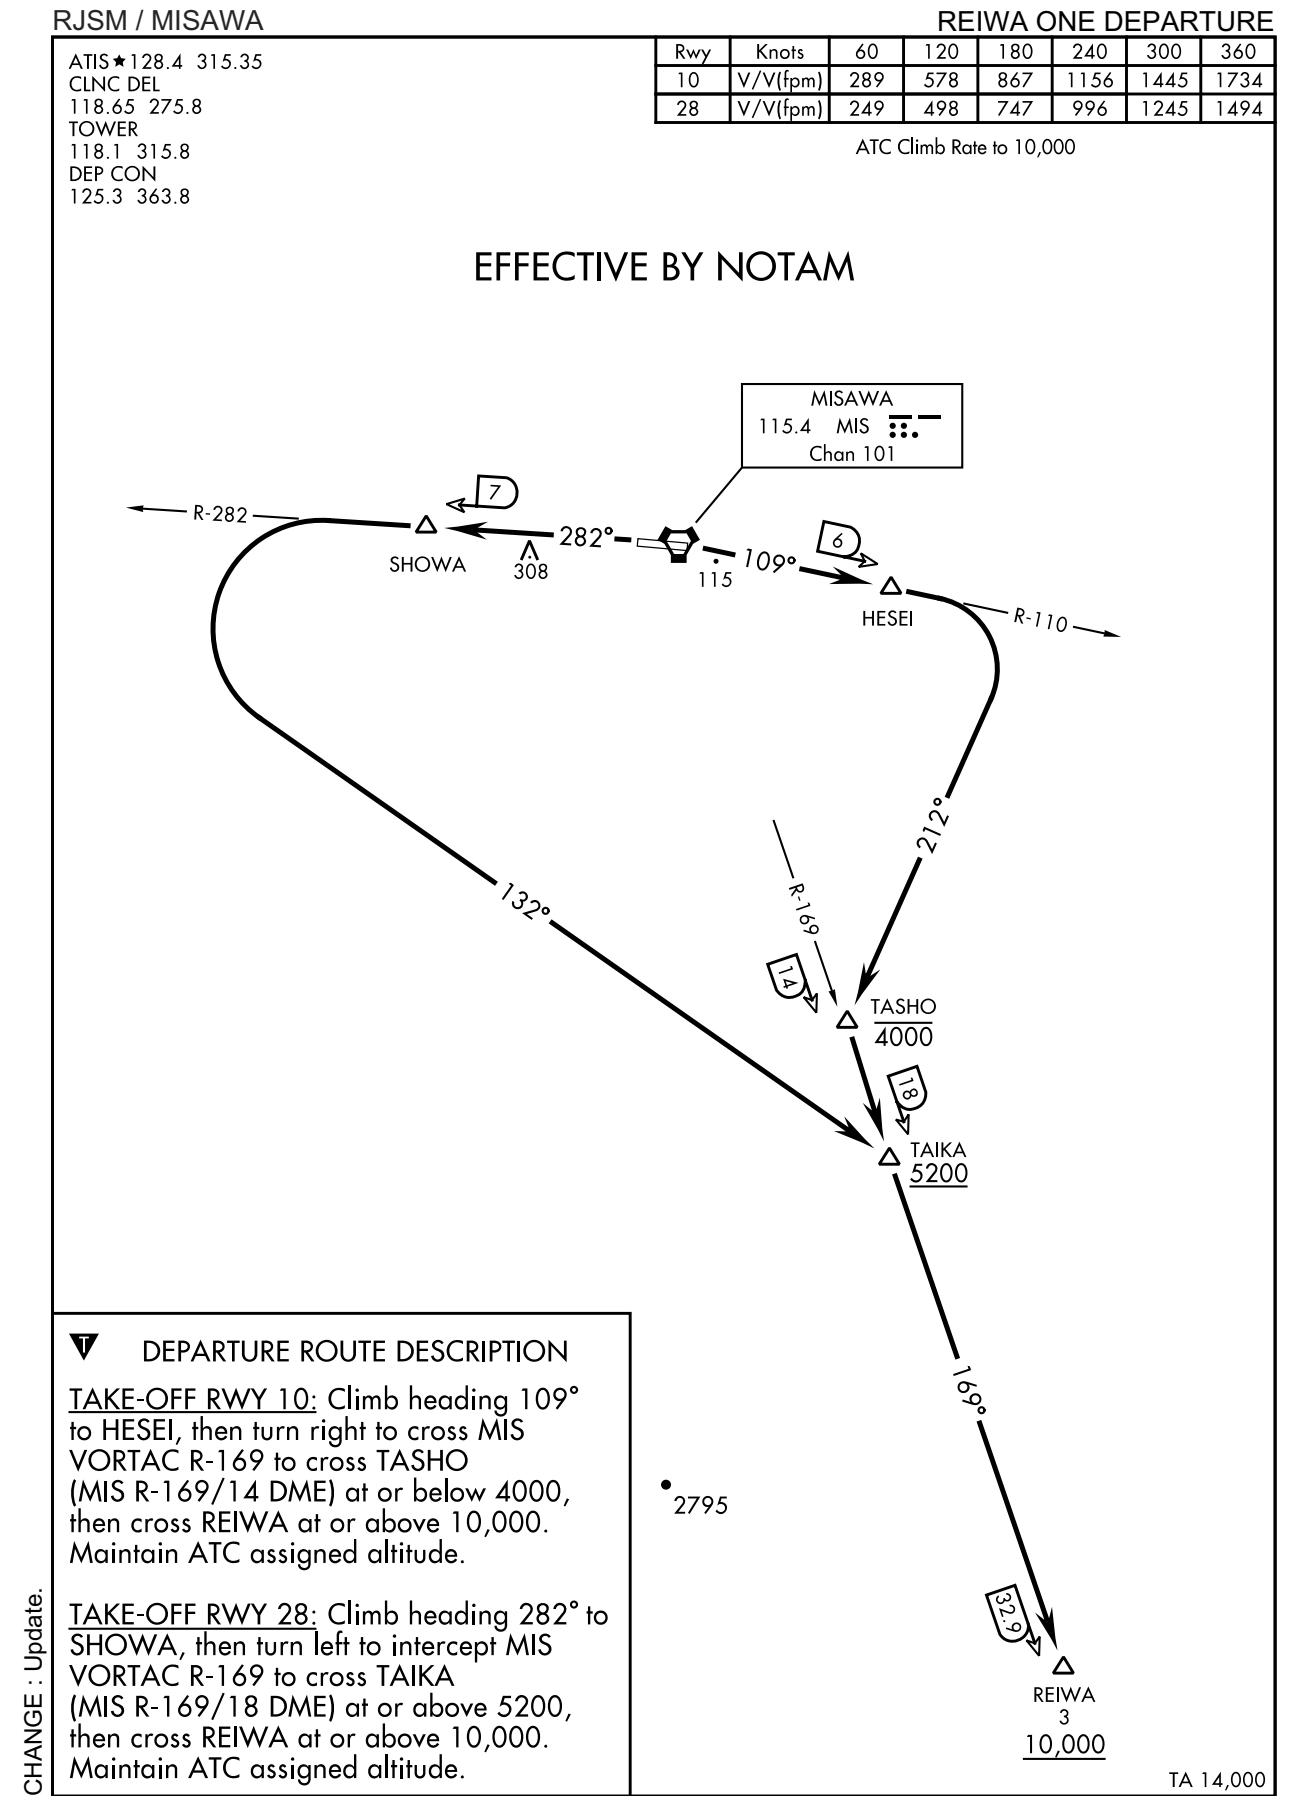 RJSM / MISAWA
REIWA ONE DEPARTURE
ATIS ★ 128.4 315.35
CLNC DEL
118.65 275.8
TOWER
118.1 315.8
DEP CON
125.3 363.8
Rwy Knots 60 120 180 240 300 360
10 V/V(fpm) 289 578 867 1156 1445 1734
28 V/V(fpm) 249 498 747 996 1245 1494
ATC Climb Rate to 10,000
EFFECTIVE BY NOTAM
MISAWA
115.4 MIS
Chan 101
7
R-282
SHOWA
282°
308
115
109°
6
HESEI
R-110
212°
132°
R-169
14
TASHO
4000
18
TAIKA
5200
169°
2795
32.9
REIWA
3
10,000
TA 14,000
T DEPARTURE ROUTE DESCRIPTION
TAKE-OFF RWY 10: Climb heading 109°
to HESEI, then turn right to cross MIS
VORTAC R-169 to cross TASHO
(MIS R-169/14 DME) at or below 4000,
then cross REIWA at or above 10,000.
Maintain ATC assigned altitude.
TAKE-OFF RWY 28: Climb heading 282° to
SHOWA, then turn left to intercept MIS
VORTAC R-169 to cross TAIKA
(MIS R-169/18 DME) at or above 5200,
then cross REIWA at or above 10,000.
Maintain ATC assigned altitude.
CHANGE : Update.